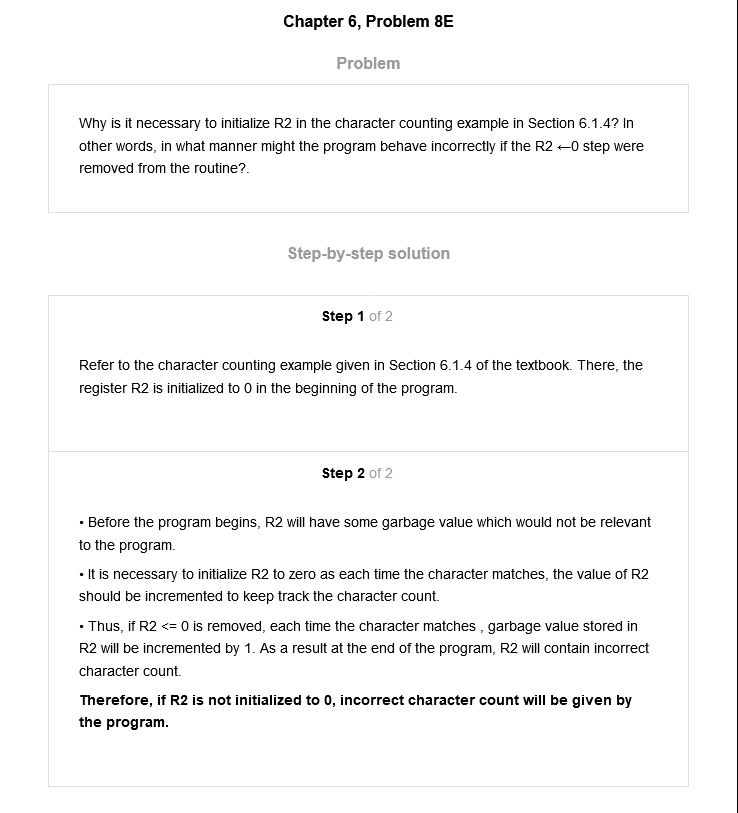 Chapter 6, Problem 8E
Problem
Why is it necessary to initialize R2 in the character counting example in Section 6.1.4? In
other words, in what manner might the program behave incorrectly if the R2 ←0 step were
removed from the routine?.
Step-by-step solution
Step 1 of 2
Refer to the character counting example given in Section 6.1.4 of the textbook. There, the
register R2 is initialized to 0 in the beginning of the program.
Step 2 of 2
• Before the program begins, R2 will have some garbage value which would not be relevant
to the program.
• It is necessary to initialize R2 to zero as each time the character matches, the value of R2
should be incremented to keep track the character count.
• Thus, if R2 <= 0 is removed, each time the character matches , garbage value stored in
R2 will be incremented by 1. As a result at the end of the program, R2 will contain incorrect
character count.
Therefore, if R2 is not initialized to 0, incorrect character count will be given by
the program.